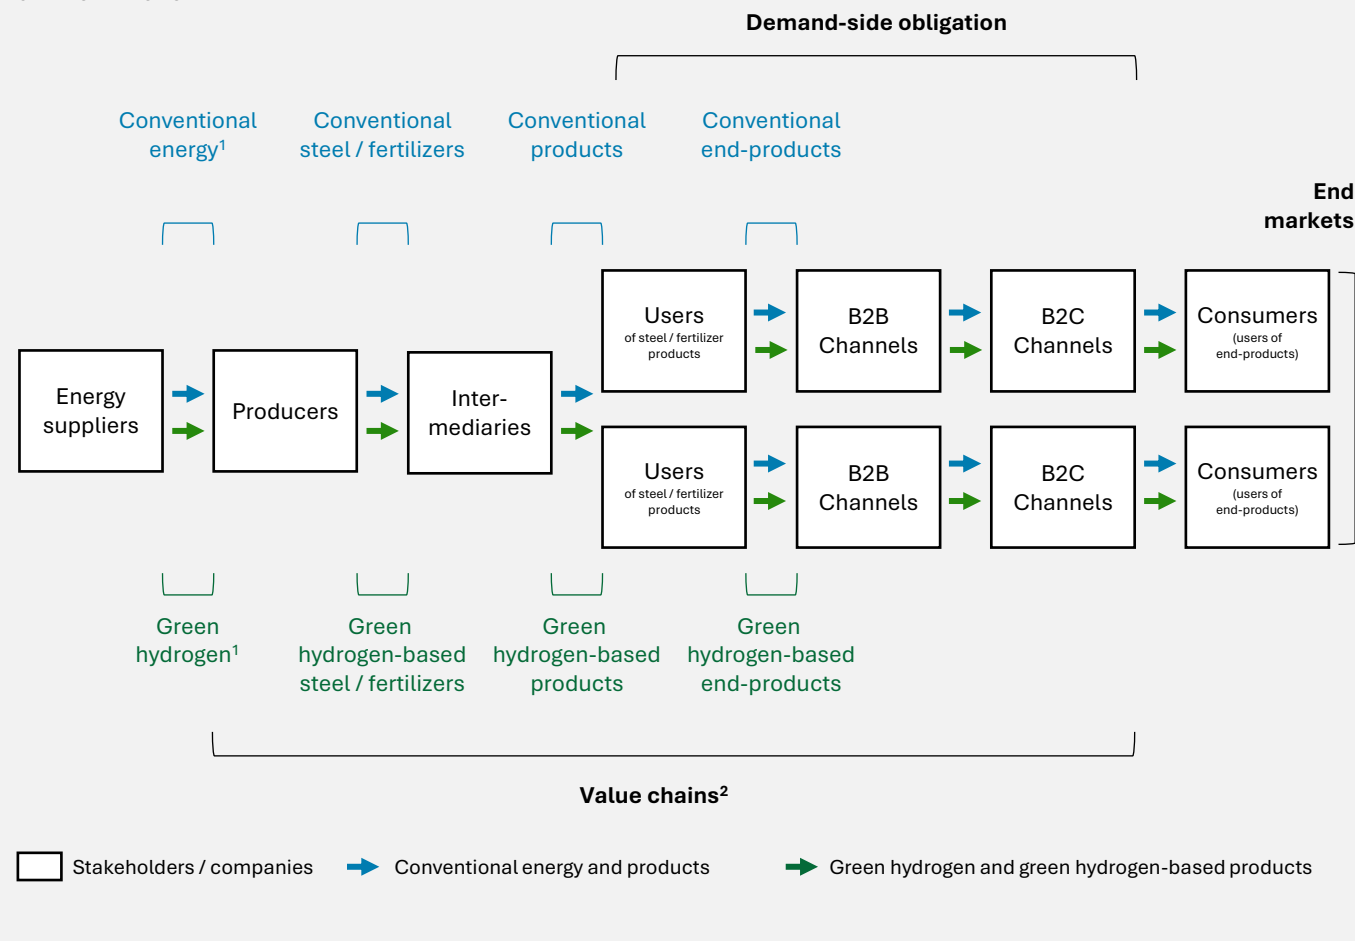 Demand-side obligation
Conventional
energy¹
Conventional
steel / fertilizers
Conventional
products
Conventional
end-products
End
markets
Energy
suppliers
Producers
Inter-
mediaries
Users
of steel / fertilizer
products
B2B
Channels
B2C
Channels
Consumers
(users of
end-products)
Users
of steel / fertilizer
products
B2B
Channels
B2C
Channels
Consumers
(users of
end-products)
Green
hydrogen¹
Green
hydrogen-based
steel / fertilizers
Green
hydrogen-based
products
Green
hydrogen-based
end-products
Value chains²
Stakeholders / companies
Conventional energy and products
Green hydrogen and green hydrogen-based products